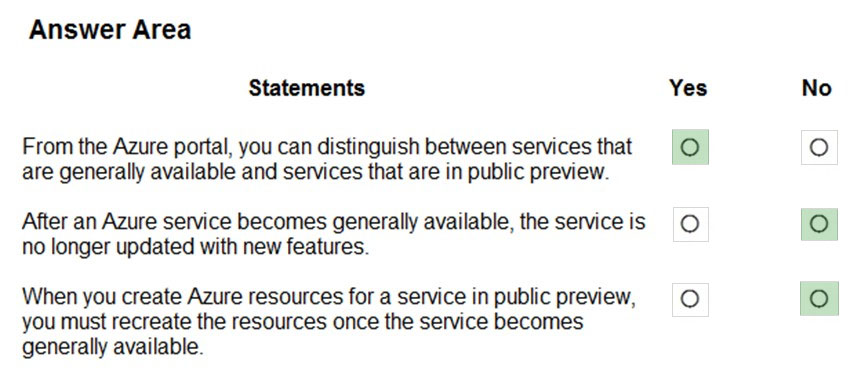 Answer Area
Statements Yes No
From the Azure portal, you can distinguish between services that
are generally available and services that are in public preview.
After an Azure service becomes generally available, the service is
no longer updated with new features.
When you create Azure resources for a service in public preview,
you must recreate the resources once the service becomes
generally available.